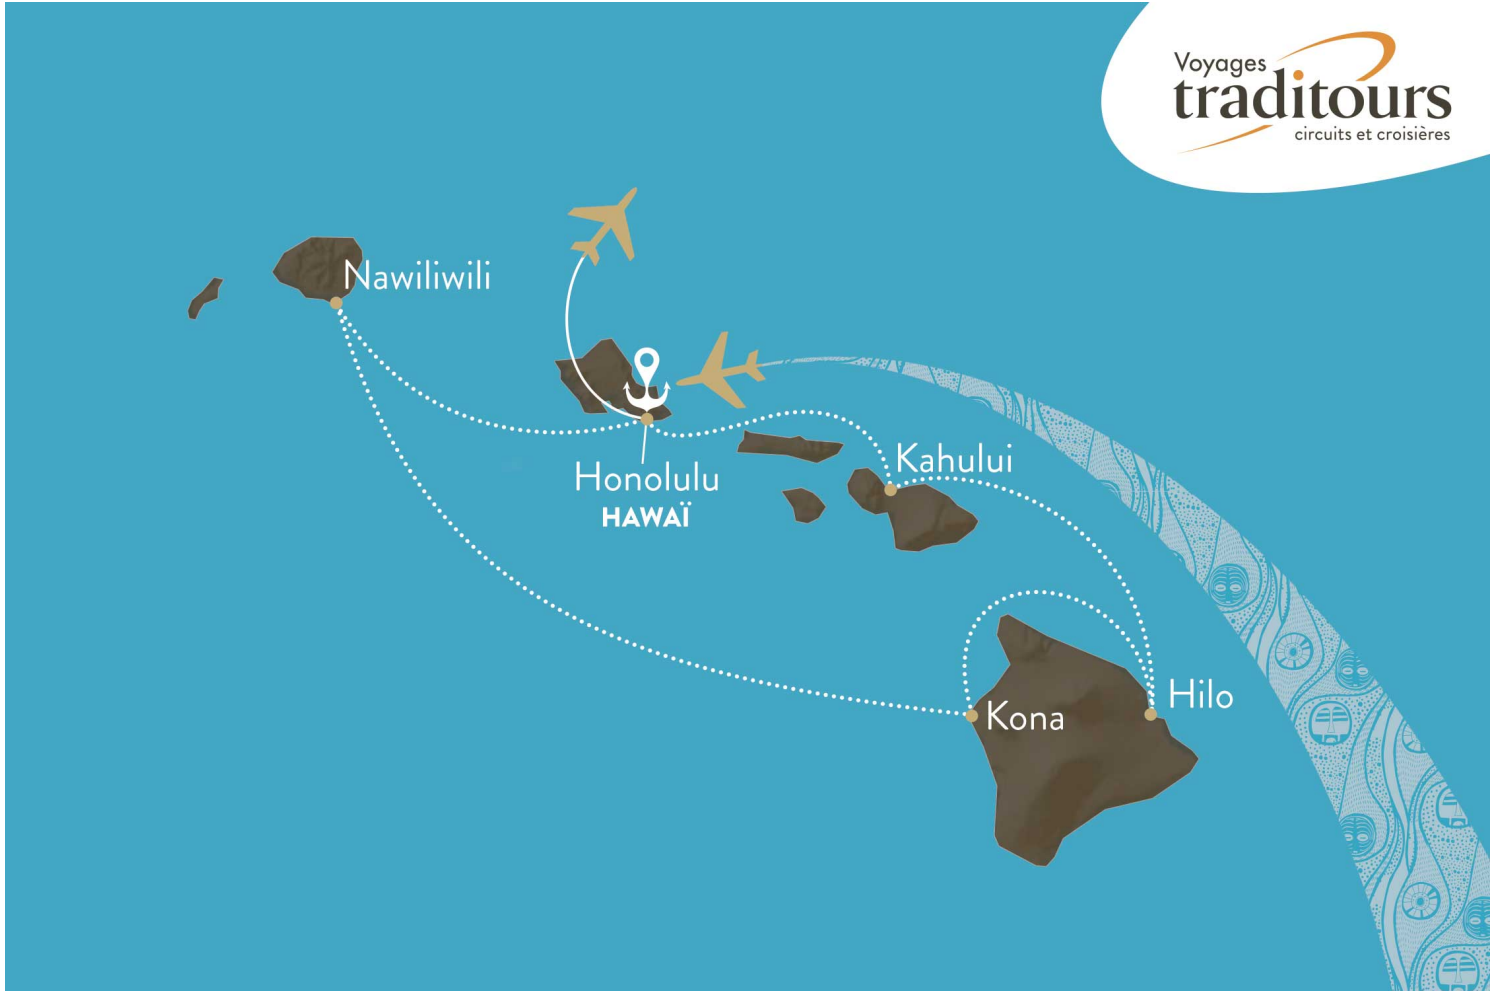 Voyages
traditours
circuits et croisières
Nawiliwili
Kahului
Honolulu
HAWAÏ
Hilo
Kona